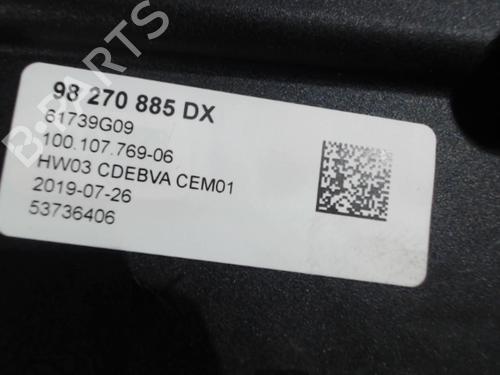 B-PARTS
98 270 885 DX
61739G09
100.107.769-06
HW03 CDEBVA CEM01
2019-07-26
53736406